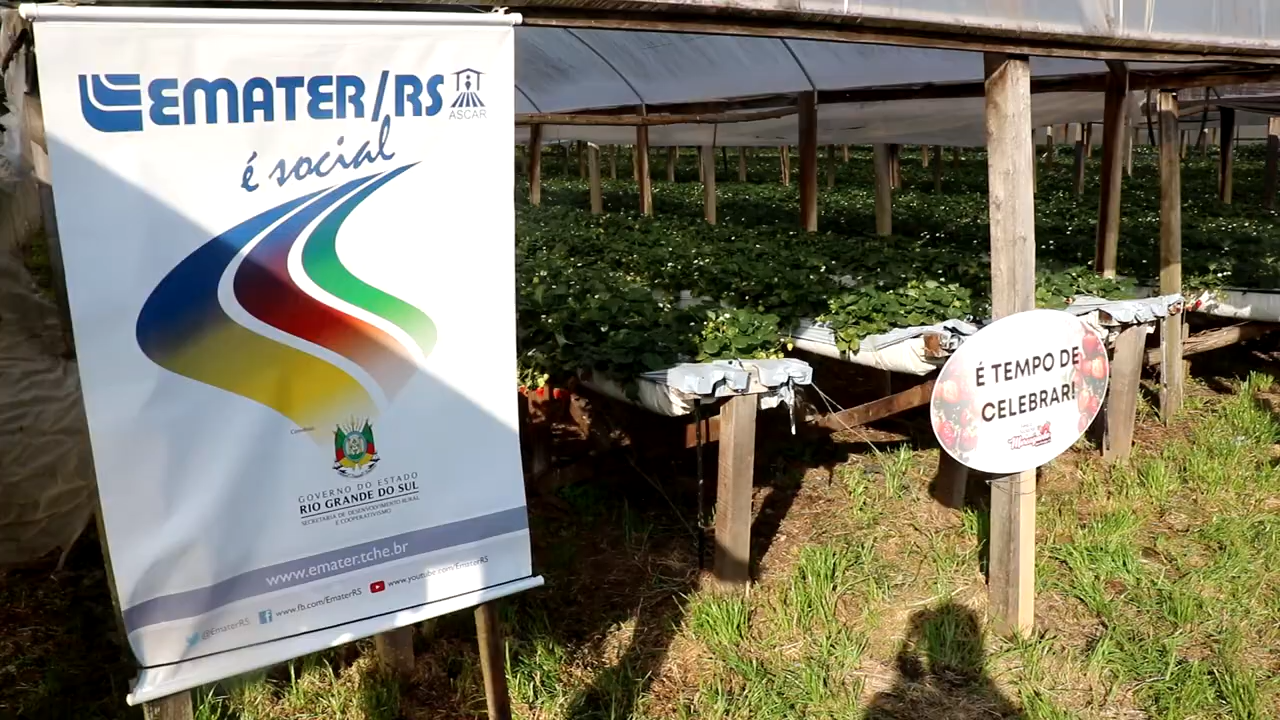 EMATER/RS
ASCAR
é social
Convênio:
GOVERNO DO ESTADO
RIO GRANDE DO SUL
SECRETARIA DE DESENVOLVIMENTO RURAL
E COOPERATIVISMO
www.emater.tche.br
@EmaterRS
www.fb.com/EmaterRS
www.youtube.com/EmaterRS
É TEMPO DE
CELEBRAR!